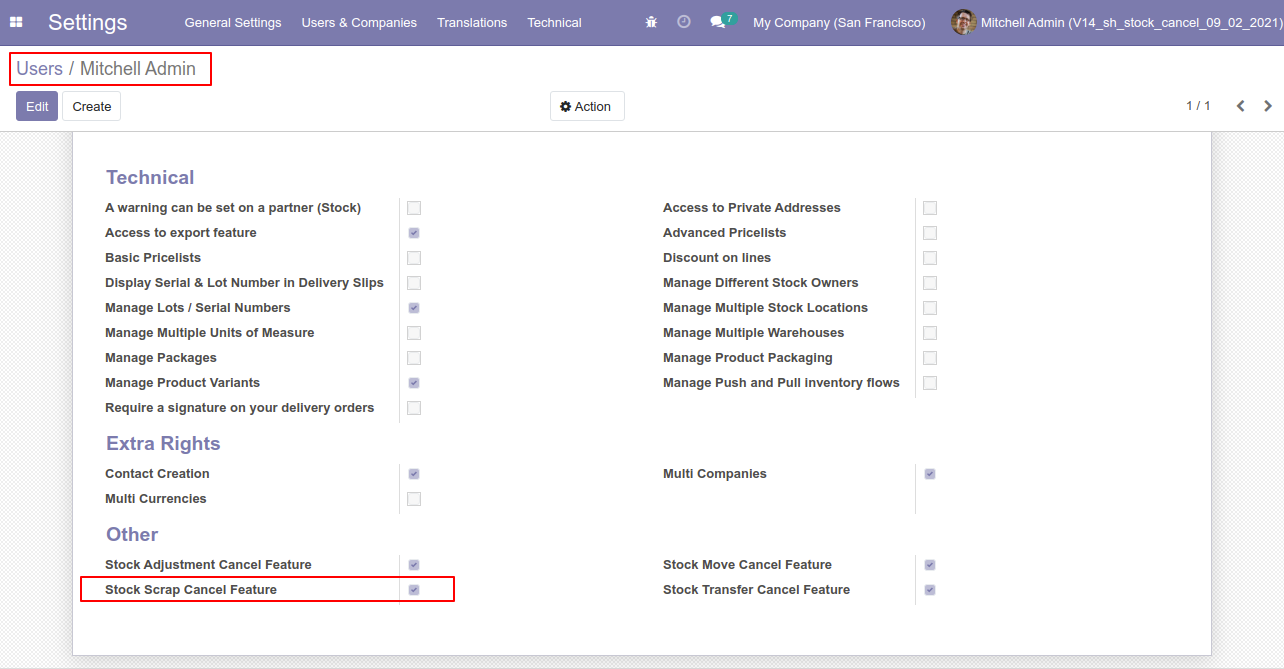 Settings General Settings Users & Companies Translations Technical 7 My Company (San Francisco) Mitchell Admin (V14_sh_stock_cancel_09_02_2021)
Users / Mitchell Admin
Edit Create Action 1 / 1
Technical
A warning can be set on a partner (Stock) Access to Private Addresses
Access to export feature Advanced Pricelists
Basic Pricelists Discount on lines
Display Serial & Lot Number in Delivery Slips Manage Different Stock Owners
Manage Lots / Serial Numbers Manage Multiple Stock Locations
Manage Multiple Units of Measure Manage Multiple Warehouses
Manage Packages Manage Product Packaging
Manage Product Variants Manage Push and Pull inventory flows
Require a signature on your delivery orders
Extra Rights
Contact Creation Multi Companies
Multi Currencies
Other
Stock Adjustment Cancel Feature Stock Move Cancel Feature
Stock Scrap Cancel Feature Stock Transfer Cancel Feature